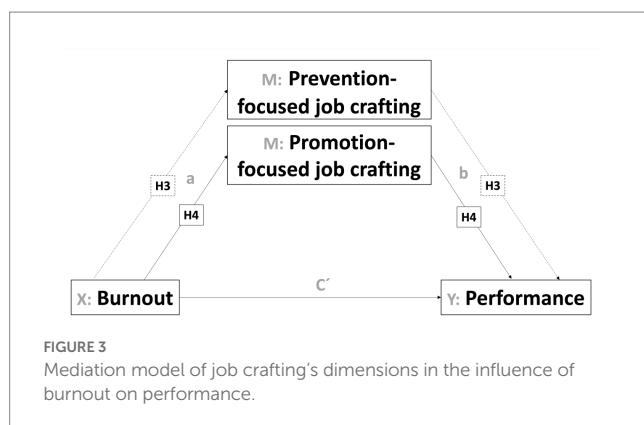 M: Prevention-
focused job crafting
M: Promotion-
focused job crafting
H3
a
b
H3
H4
H4
C´
X: Burnout
Y: Performance
FIGURE 3
Mediation model of job crafting’s dimensions in the influence of
burnout on performance.